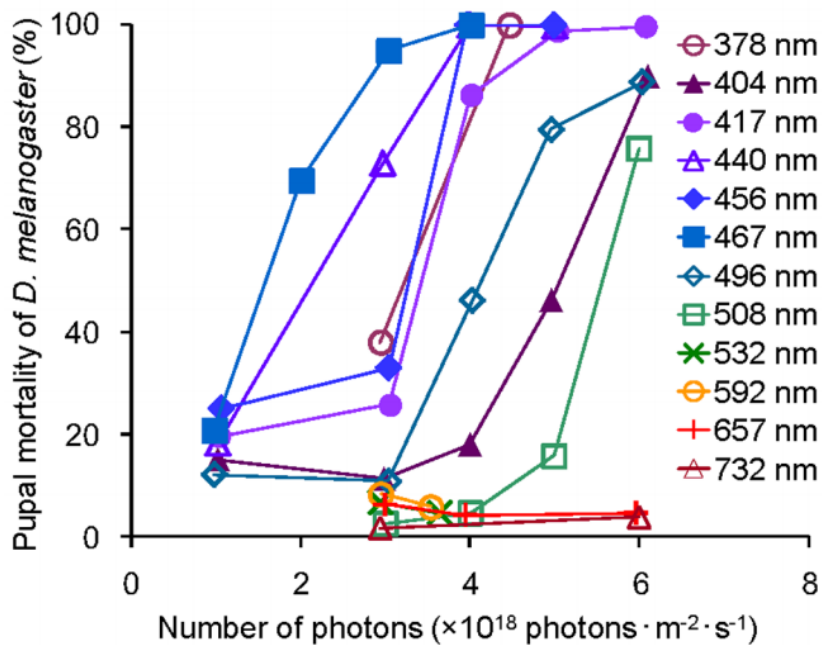 Pupal mortality of D. melanogaster (%)
100
80
60
40
20
0
0 2 4 6 8
Number of photons (×10¹⁸ photons·m⁻²·s⁻¹)
378 nm
404 nm
417 nm
440 nm
456 nm
467 nm
496 nm
508 nm
532 nm
592 nm
657 nm
732 nm